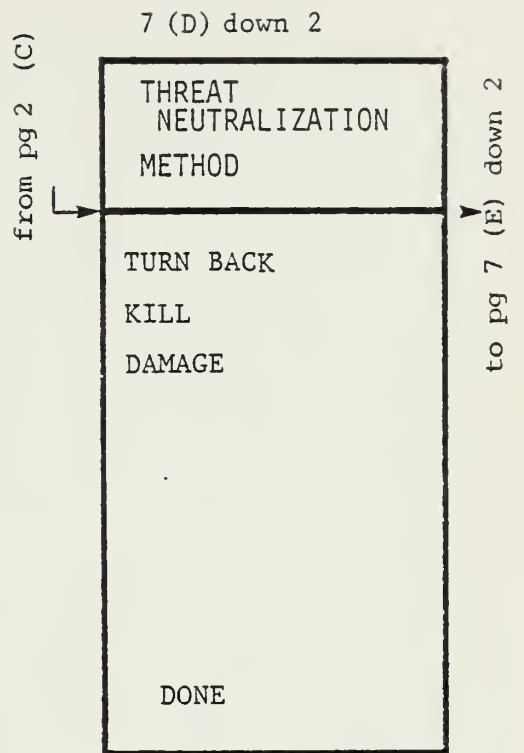 7 (D) down 2
from pg 2 (C)
THREAT
NEUTRALIZATION
METHOD
to pg 7 (E) down 2
TURN BACK
KILL
DAMAGE
DONE